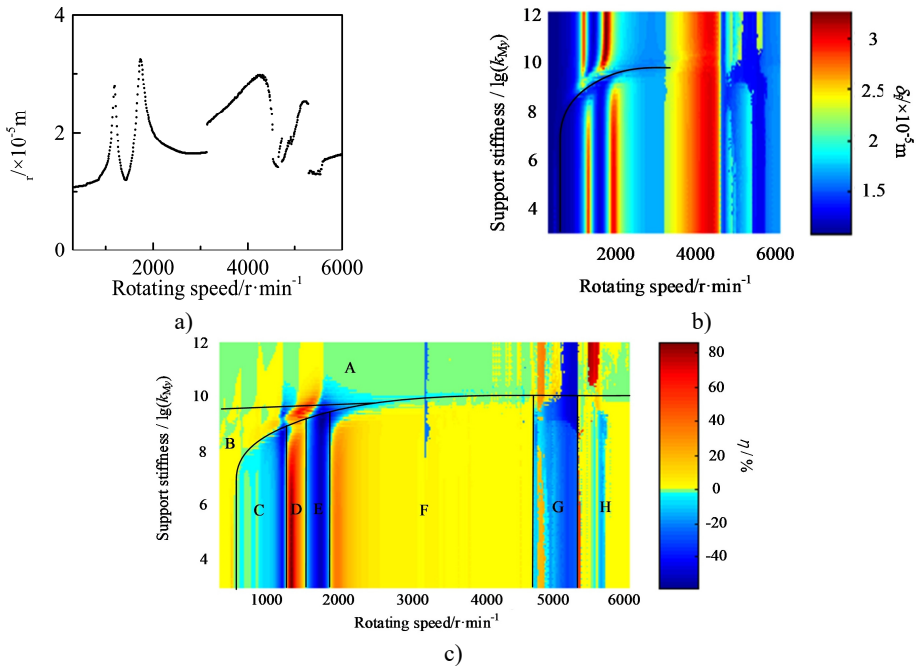 a)
4
2
0
ᵣ/×10⁻⁵m
2000
4000
6000
Rotating speed/r·min⁻¹
b)
12
10
8
6
4
Support stiffness / lg(k_My)
2000
4000
6000
Rotating speed/r·min⁻¹
3
2.5
2
1.5
δ_F/×10⁻⁵m
a)
b)
12
10
8
6
4
Support stiffness / lg(k_My)
A
B
C
D
E
F
G
H
1000
2000
3000
4000
5000
6000
Rotating speed/r·min⁻¹
80
60
40
20
0
-20
-40
η/%
c)